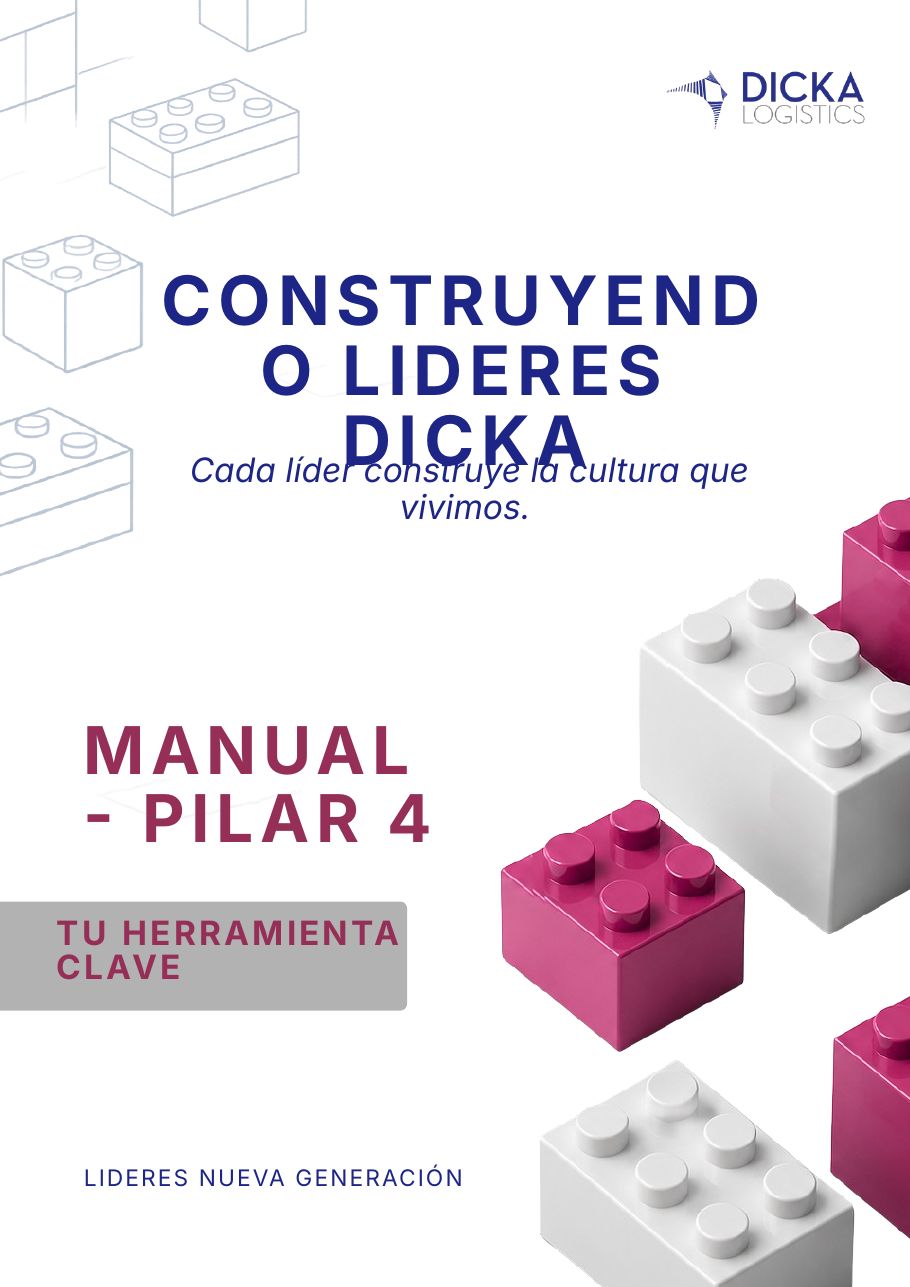 DICKA
LOGISTICS
CONSTRUYEND
O LIDERES
DICKA
Cada líder construye la cultura que
vivimos.
MANUAL
- PILAR 4
TU HERRAMIENTA
CLAVE
LIDERES NUEVA GENERACIÓN